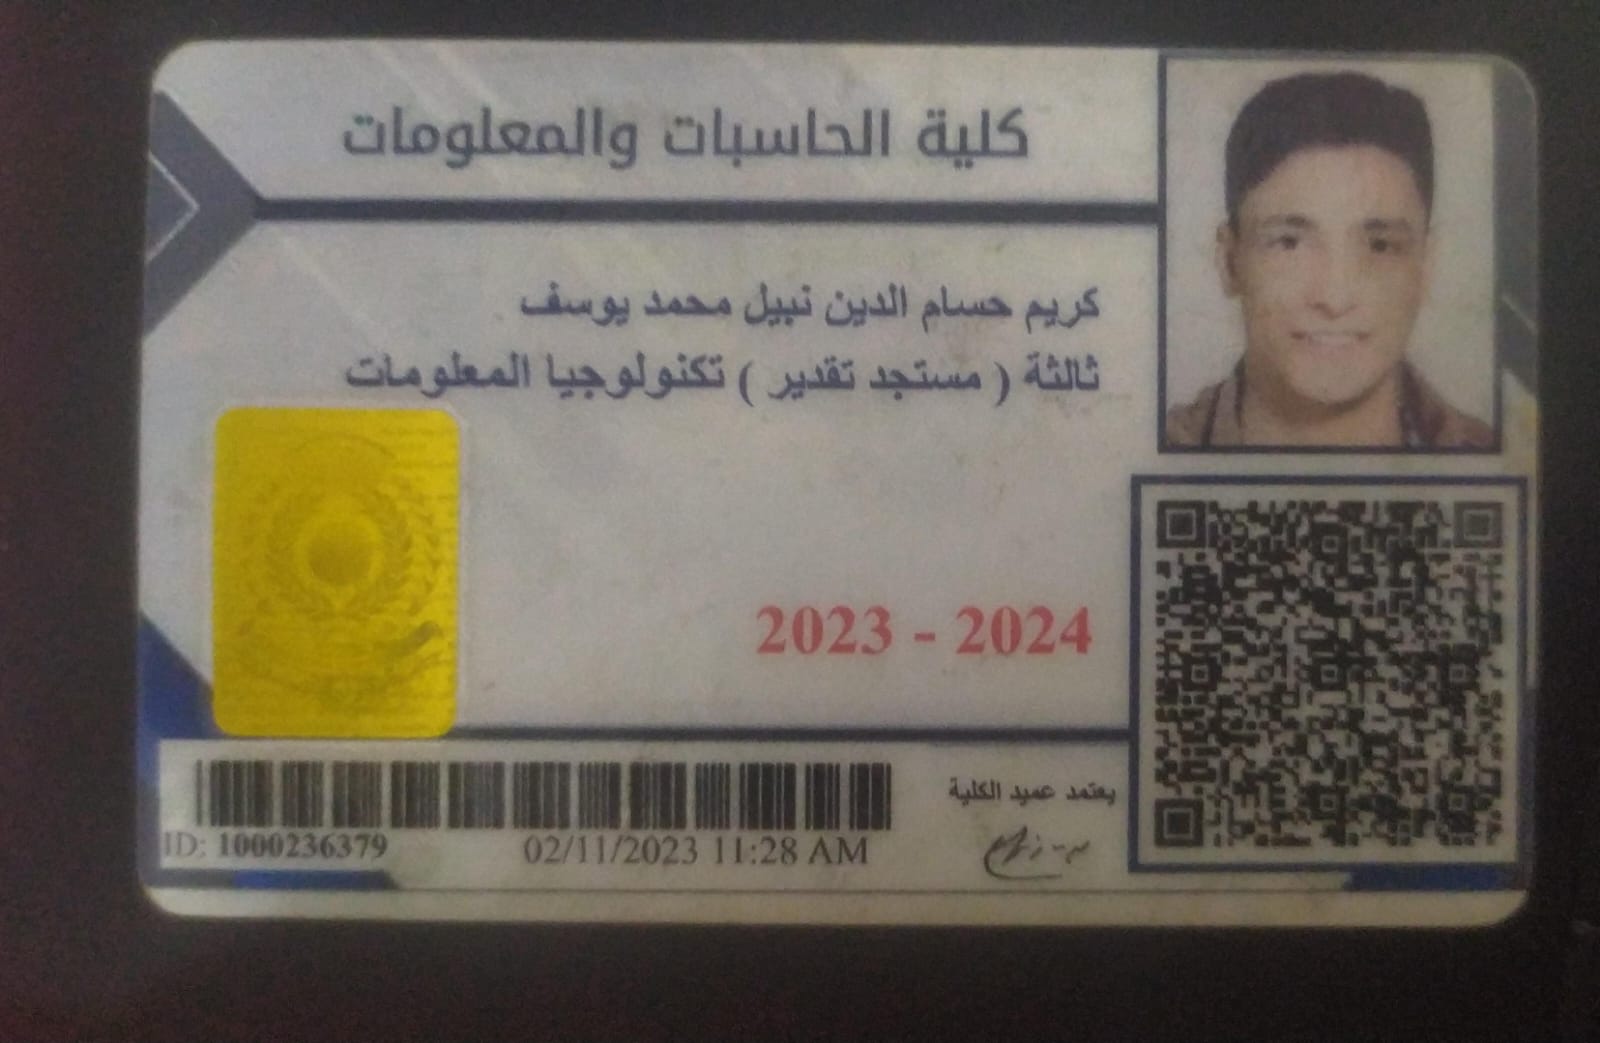 كلية الحاسبات والمعلومات
كريم حسام الدين نبيل محمد يوسف
ثالثة ( مستجد تقدير ) تكنولوجيا المعلومات
2023 - 2024
يعتمد عميد الكلية
ID: 1000236379
02/11/2023 11:28 AM